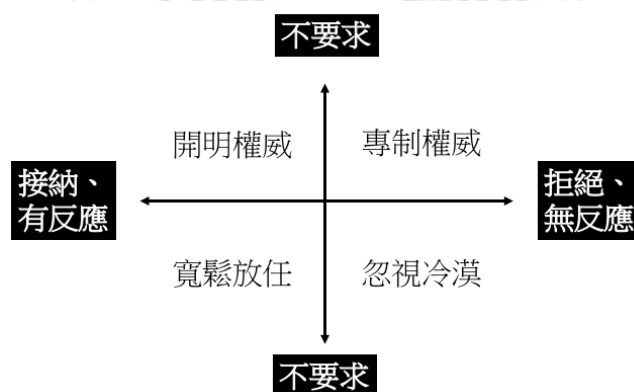 不要求
開明權威
專制權威
接納、
有反應
拒絕、
無反應
寬鬆放任
忽視冷漠
不要求